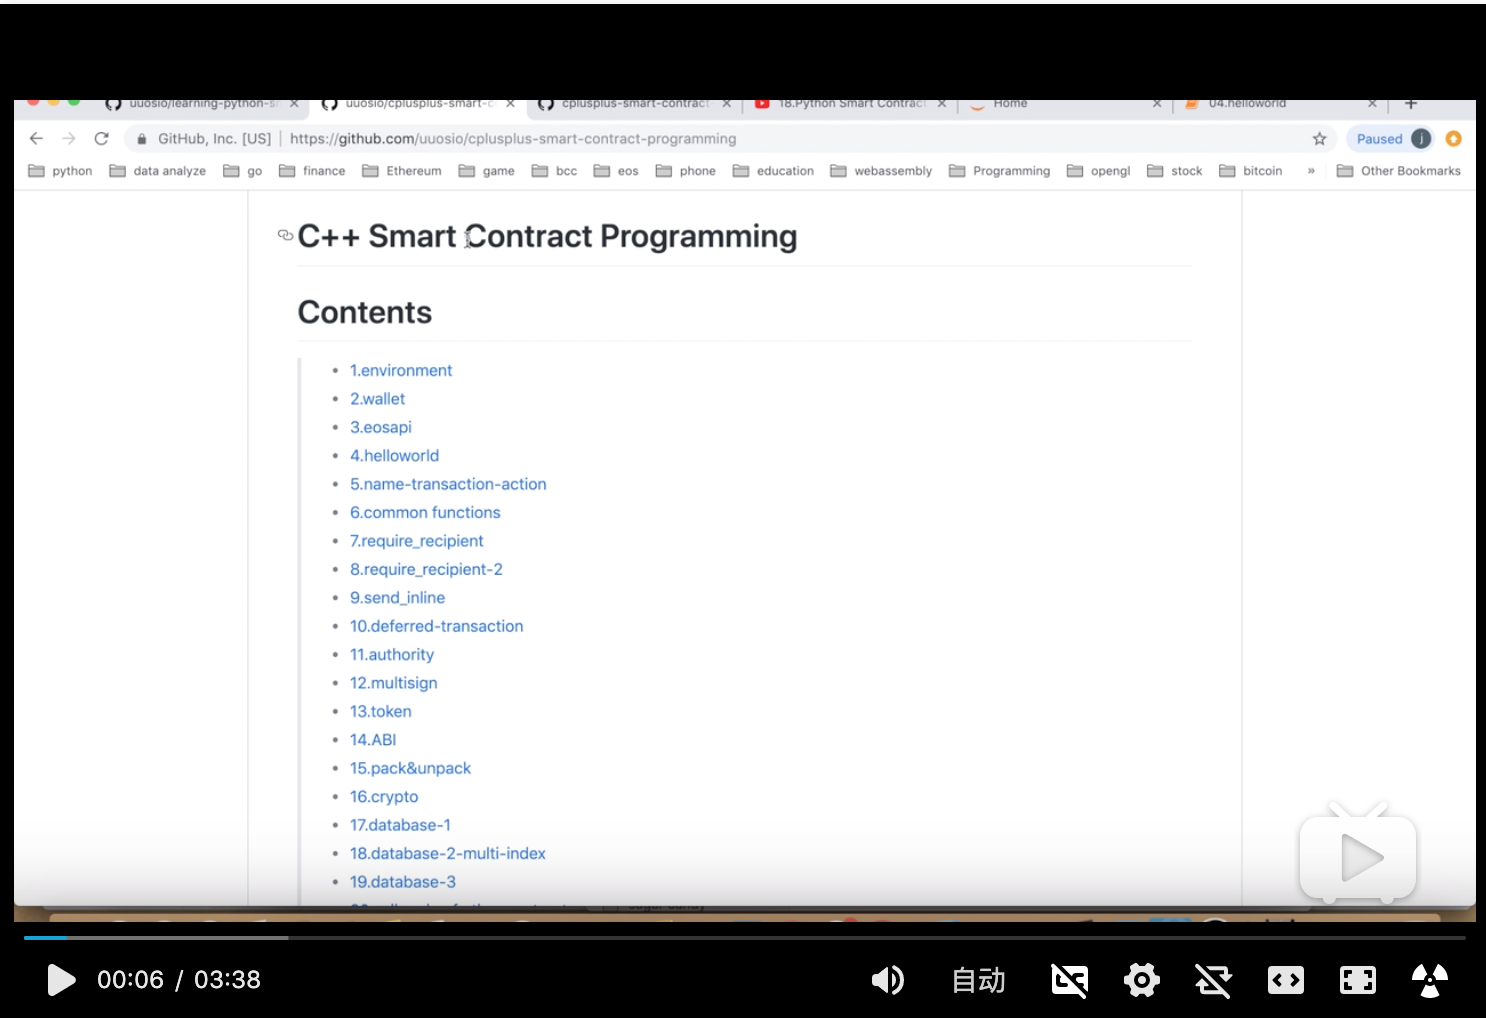 uuosio/learning-python-s
uuosio/cplusplus-smart-c
cplusplus-smart-contract
18.Python Smart Contrac
Home
04.helloworld
GitHub, Inc. [US] | https://github.com/uuosio/cplusplus-smart-contract-programming
Paused
j
python
data analyze
go
finance
Ethereum
game
bcc
eos
phone
education
webassembly
Programming
opengl
stock
bitcoin
»
Other Bookmarks
C++ Smart Contract Programming
Contents
1.environment
2.wallet
3.eosapi
4.helloworld
5.name-transaction-action
6.common functions
7.require_recipient
8.require_recipient-2
9.send_inline
10.deferred-transaction
11.authority
12.multisign
13.token
14.ABI
15.pack&unpack
16.crypto
17.database-1
18.database-2-multi-index
19.database-3
00:06 / 03:38
自动